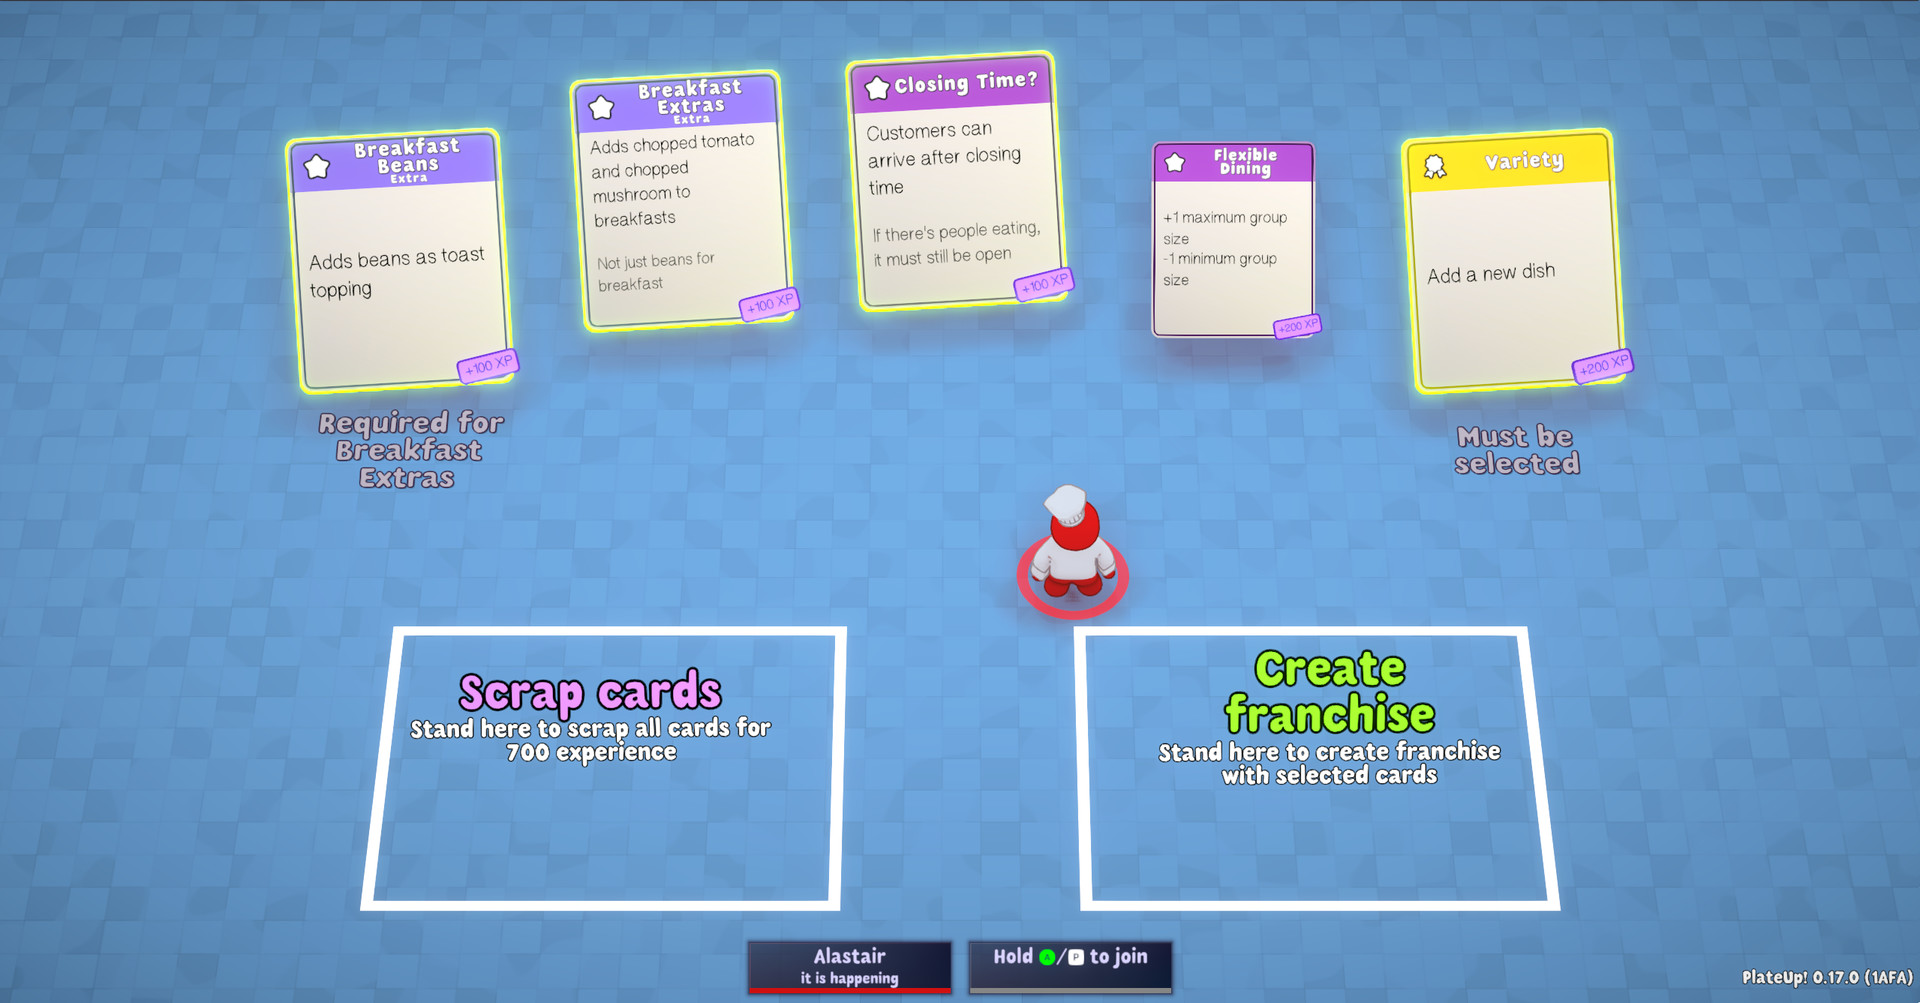 Breakfast
Beans
Extra
Adds beans as toast
topping
+100 XP
Required for
Breakfast
Extras
Breakfast
Extras
Extra
Adds chopped tomato
and chopped
mushroom to
breakfasts
Not just beans for
breakfast
+100 XP
Closing Time?
Customers can
arrive after closing
time
If there's people eating,
it must still be open
+100 XP
Flexible
Dining
+1 maximum group
size
-1 minimum group
size
+200 XP
Variety
Add a new dish
+200 XP
Must be
selected
Scrap cards
Stand here to scrap all cards for
700 experience
Create
franchise
Stand here to create franchise
with selected cards
Alastair
it is happening
Hold A/P to join
PlateUp! 0.17.0 (1AFA)